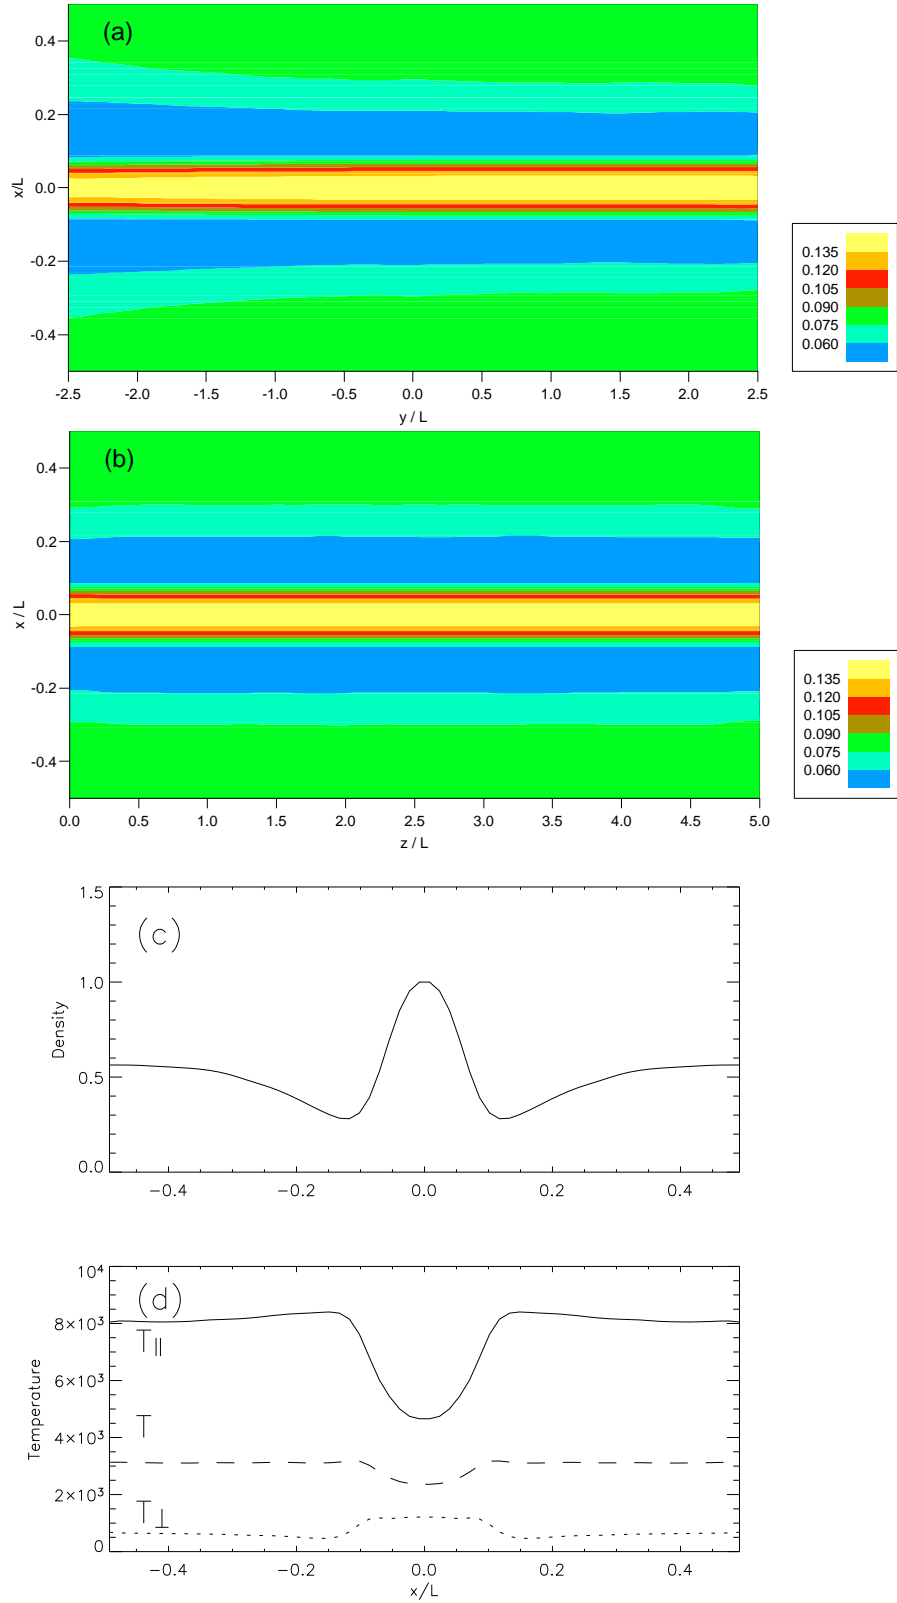 (a)
x/L
0.4
0.2
0.0
-0.2
-0.4
-2.5 -2.0 -1.5 -1.0 -0.5 0.0 0.5 1.0 1.5 2.0 2.5
y / L
0.135
0.120
0.105
0.090
0.075
0.060
(b)
x / L
0.4
0.2
0.0
-0.2
-0.4
0.0 0.5 1.0 1.5 2.0 2.5 3.0 3.5 4.0 4.5 5.0
z / L
0.135
0.120
0.105
0.090
0.075
0.060
(c)
Density
1.5
1.0
0.5
0.0
−0.4 −0.2 0.0 0.2 0.4
(d)
Temperature
10⁴
8×10³
6×10³
4×10³
2×10³
0
T∥
T
T⊥
−0.4 −0.2 0.0 0.2 0.4
x/L